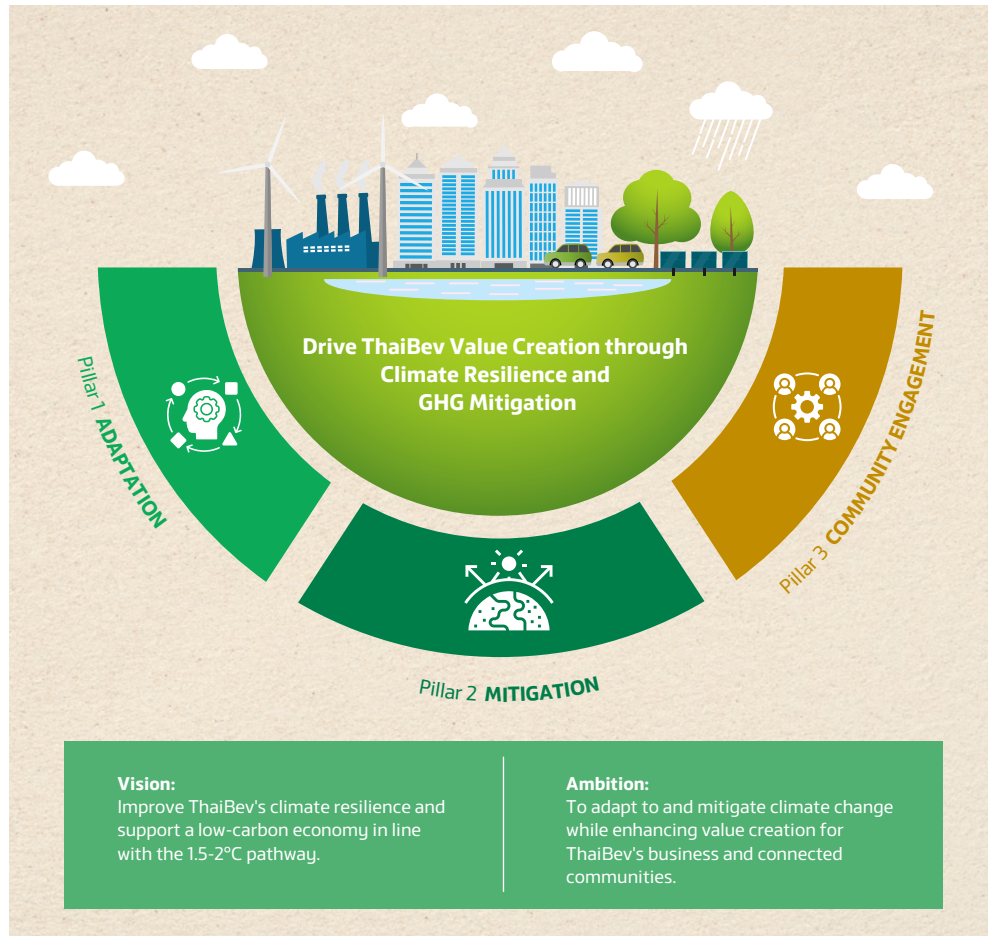 Drive ThaiBev Value Creation through
Climate Resilience and
GHG Mitigation
Pillar 1 ADAPTATION
Pillar 2 MITIGATION
Pillar 3 COMMUNITY ENGAGEMENT
Vision:
Improve ThaiBev's climate resilience and
support a low-carbon economy in line
with the 1.5-2°C pathway.
Ambition:
To adapt to and mitigate climate change
while enhancing value creation for
ThaiBev's business and connected
communities.